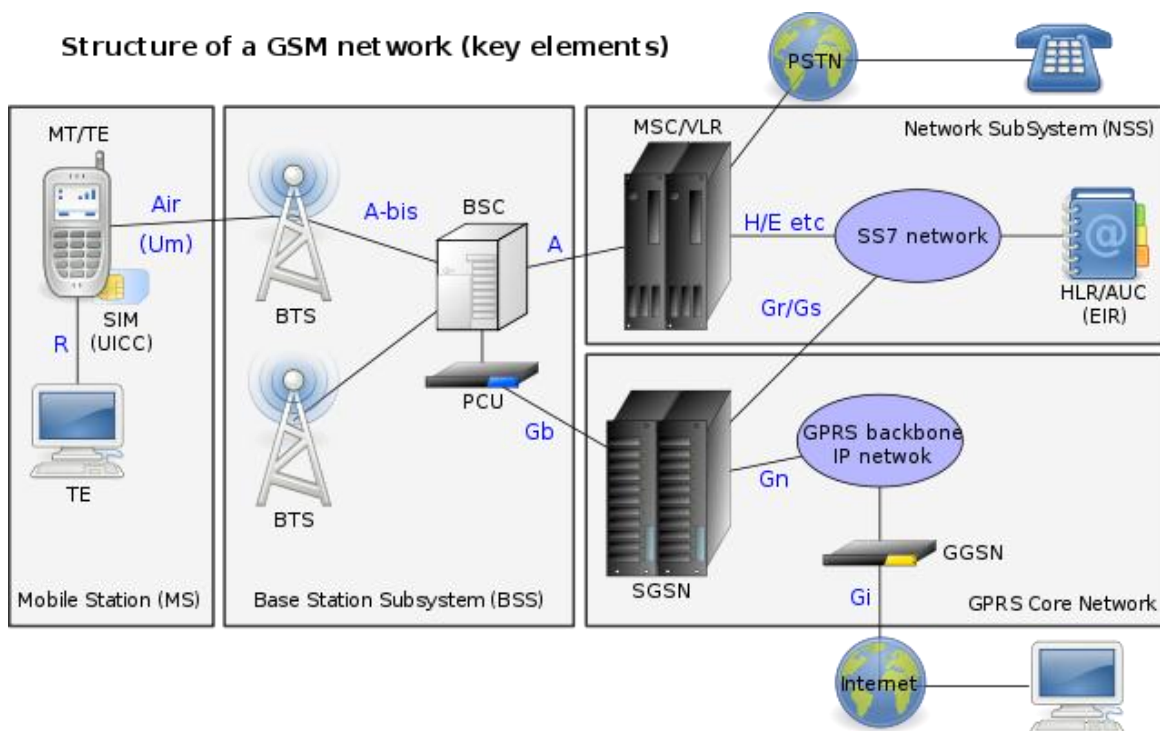 Structure of a GSM network (key elements)
PSTN
MT/TE
MSC/VLR
Network SubSystem (NSS)
Air
(Um)
A-bis
BSC
A
H/E etc
SS7 network
@
HLR/AUC
(EIR)
SIM
(UICC)
BTS
Gr/Gs
R
PCU
Gb
GPRS backbone
IP netwok
Gn
TE
BTS
GGSN
SGSN
Gi
Mobile Station (MS)
Base Station Subsystem (BSS)
GPRS Core Network
Internet